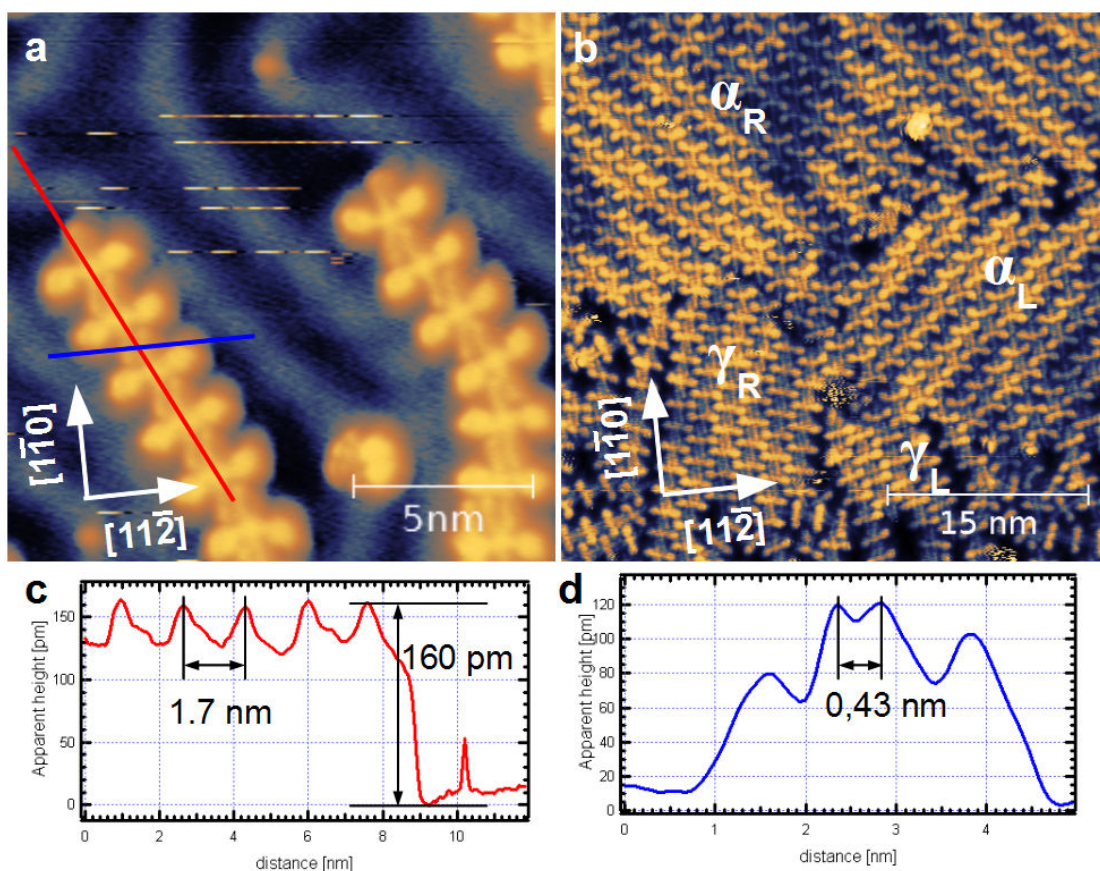 a
[11̄0]
[112̄]
5nm
b
α_R
α_L
γ_R
γ_L
[11̄0]
[112̄]
15 nm
c
Apparent height [pm]
150
100
50
0
160 pm
1.7 nm
0 2 4 6 8 10
distance [nm]
d
Apparent height [pm]
120
100
80
60
40
20
0
0,43 nm
0 1 2 3 4
distance [nm]